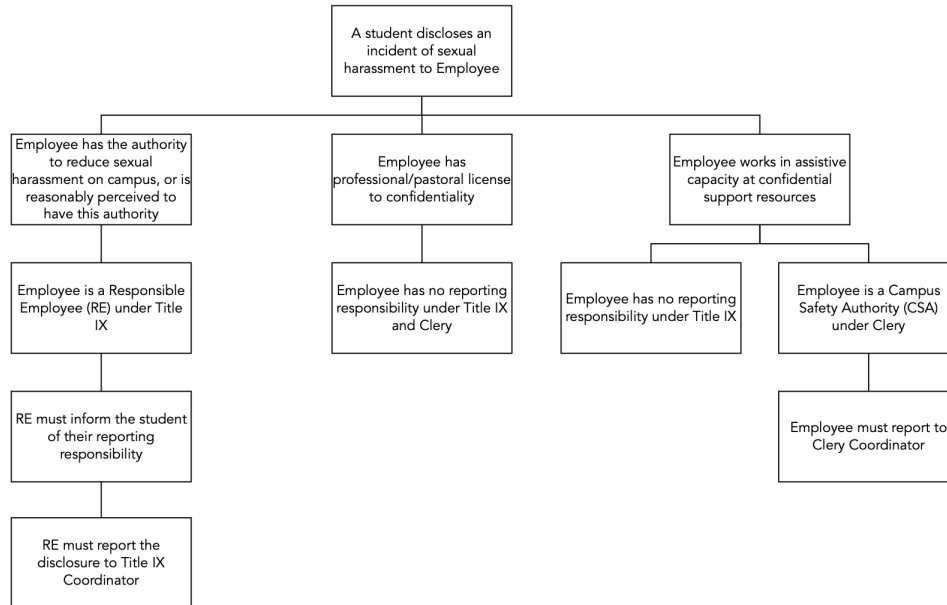 A student discloses an
incident of sexual
harassment to Employee
Employee has the authority
to reduce sexual
harassment on campus, or is
reasonably perceived to
have this authority
Employee has
professional/pastoral license
to confidentiality
Employee works in assistive
capacity at confidential
support resources
Employee is a Responsible
Employee (RE) under Title
IX
Employee has no reporting
responsibility under Title IX
and Clery
Employee has no reporting
responsibility under Title IX
Employee is a Campus
Safety Authority (CSA)
under Clery
RE must inform the student
of their reporting
responsibility
Employee must report to
Clery Coordinator
RE must report the
disclosure to Title IX
Coordinator